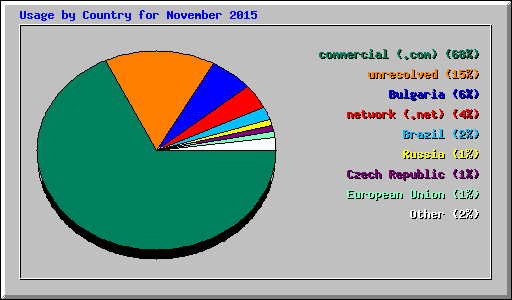 Usage by Country for November 2015
commercial (.com) (68%)
unresolved (15%)
Bulgaria (6%)
network (.net) (4%)
Brazil (2%)
Russia (1%)
Czech Republic (1%)
European Union (1%)
Other (2%)